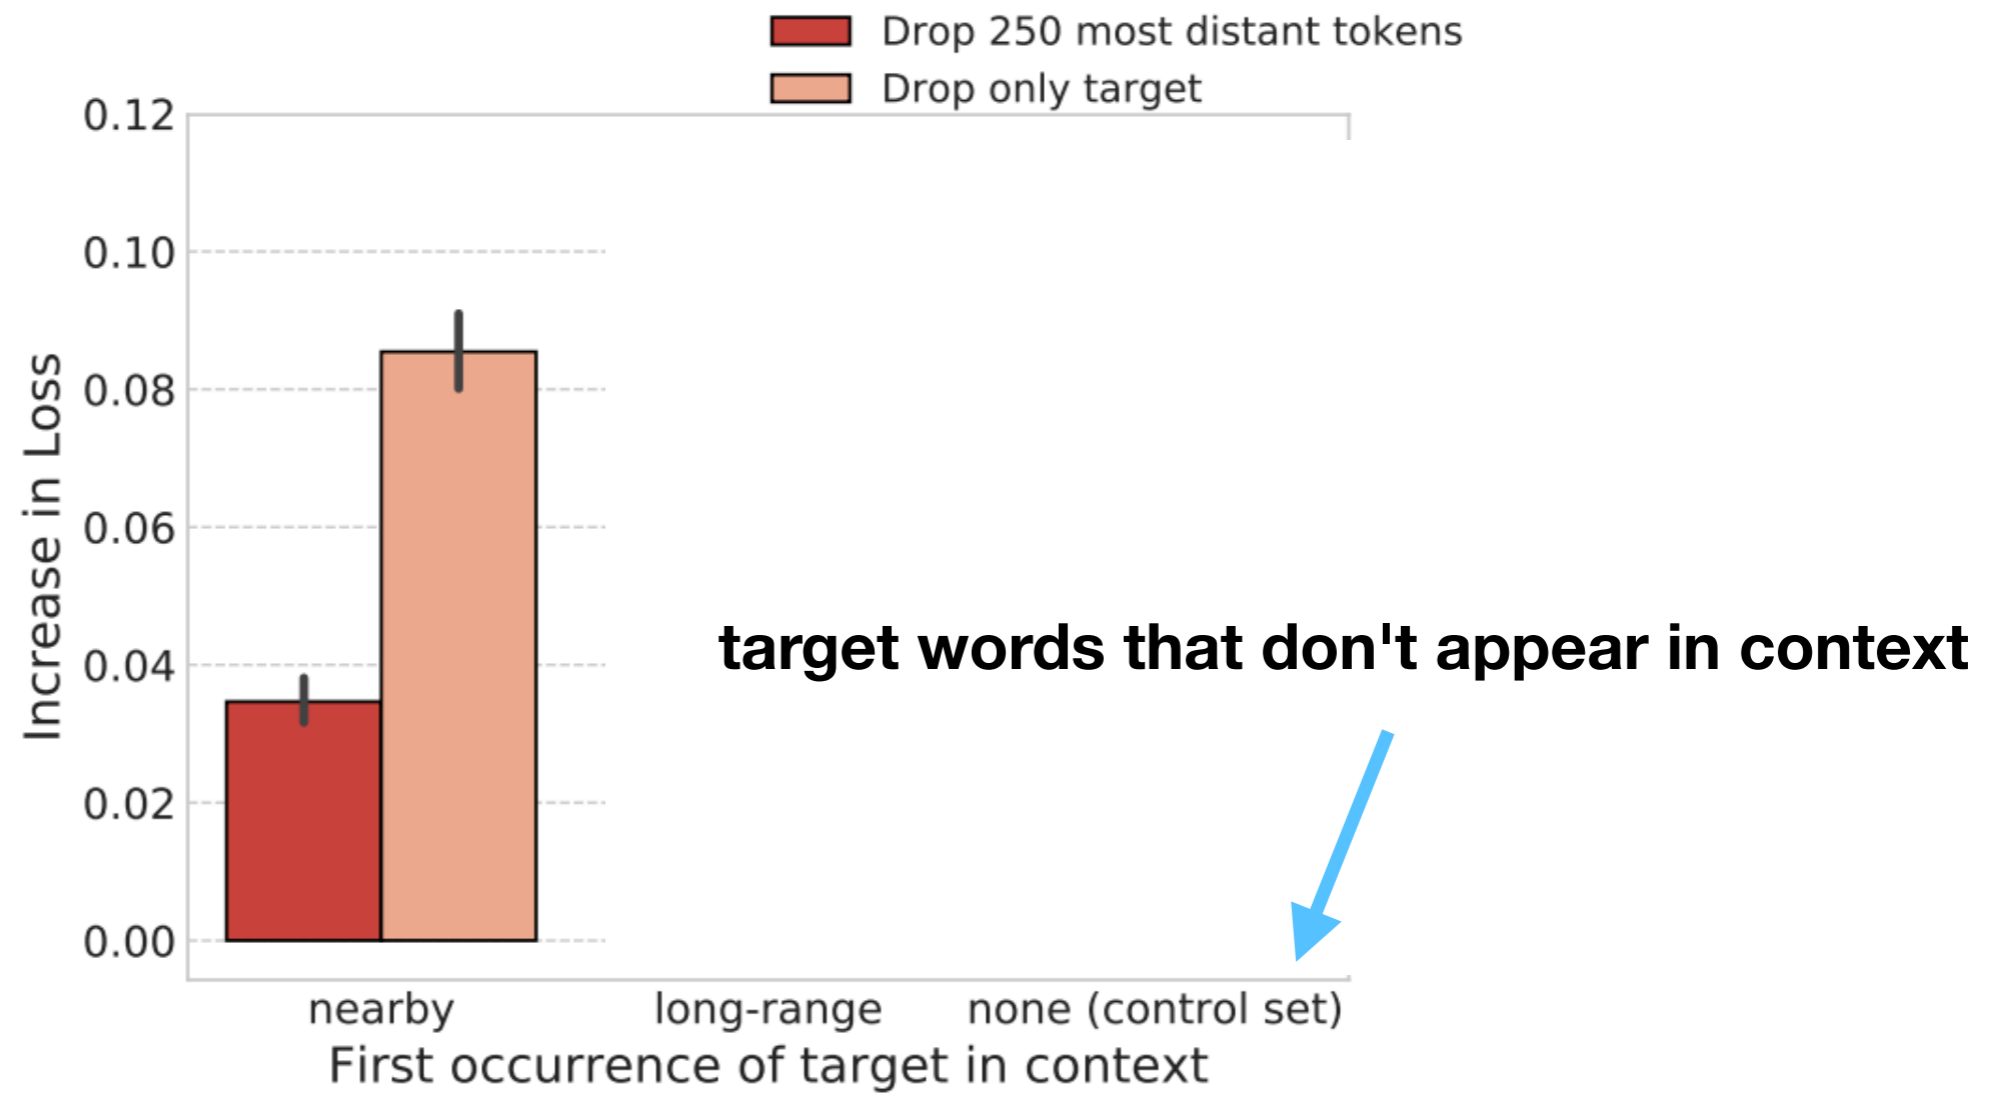 Drop 250 most distant tokens
Drop only target
0.12
0.10
0.08
0.06
0.04
0.02
0.00
Increase in Loss
target words that don't appear in context
nearby
long-range
none (control set)
First occurrence of target in context